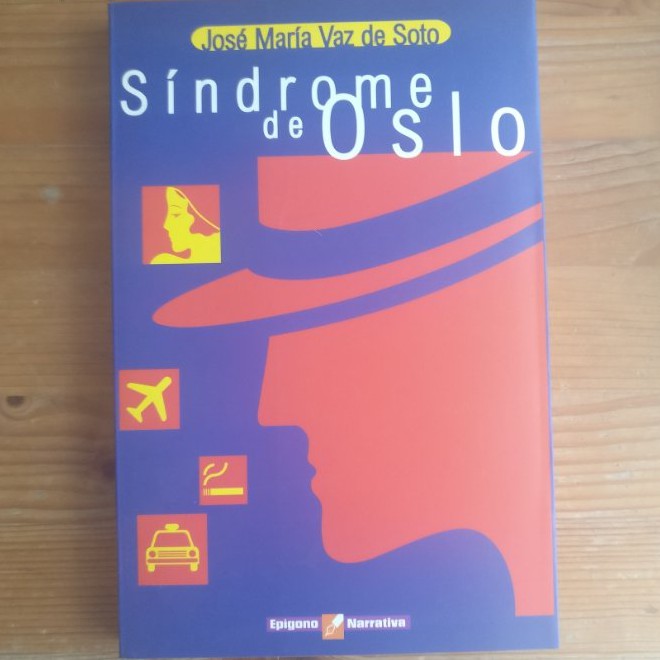 José María Vaz de Soto
Síndrome
de Oslo
Epígono Narrativa